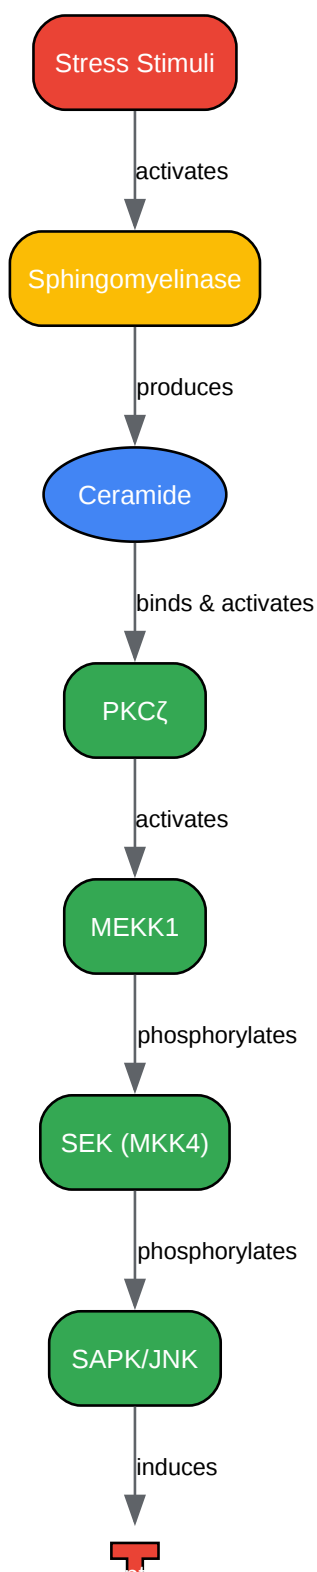 Stress Stimuli
activates
Sphingomyelinase
produces
Ceramide
binds & activates
PKCζ
activates
MEKK1
phosphorylates
SEK (MKK4)
phosphorylates
SAPK/JNK
induces